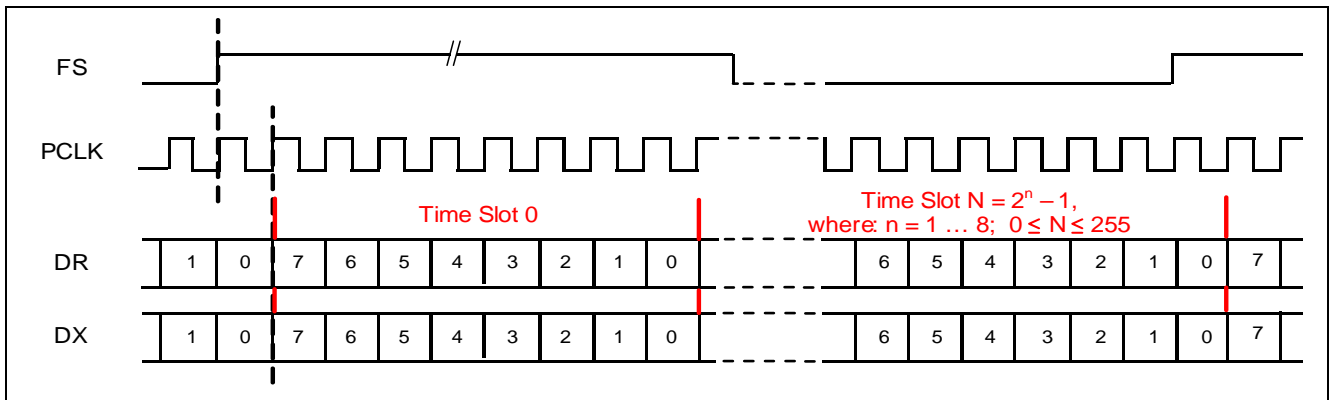 FS
//
PCLK
Time Slot 0
Time Slot N = 2ⁿ – 1,
where: n = 1 … 8; 0 ≤ N ≤ 255
DR 1 0 7 6 5 4 3 2 1 0 6 5 4 3 2 1 0 7
DX 1 0 7 6 5 4 3 2 1 0 6 5 4 3 2 1 0 7